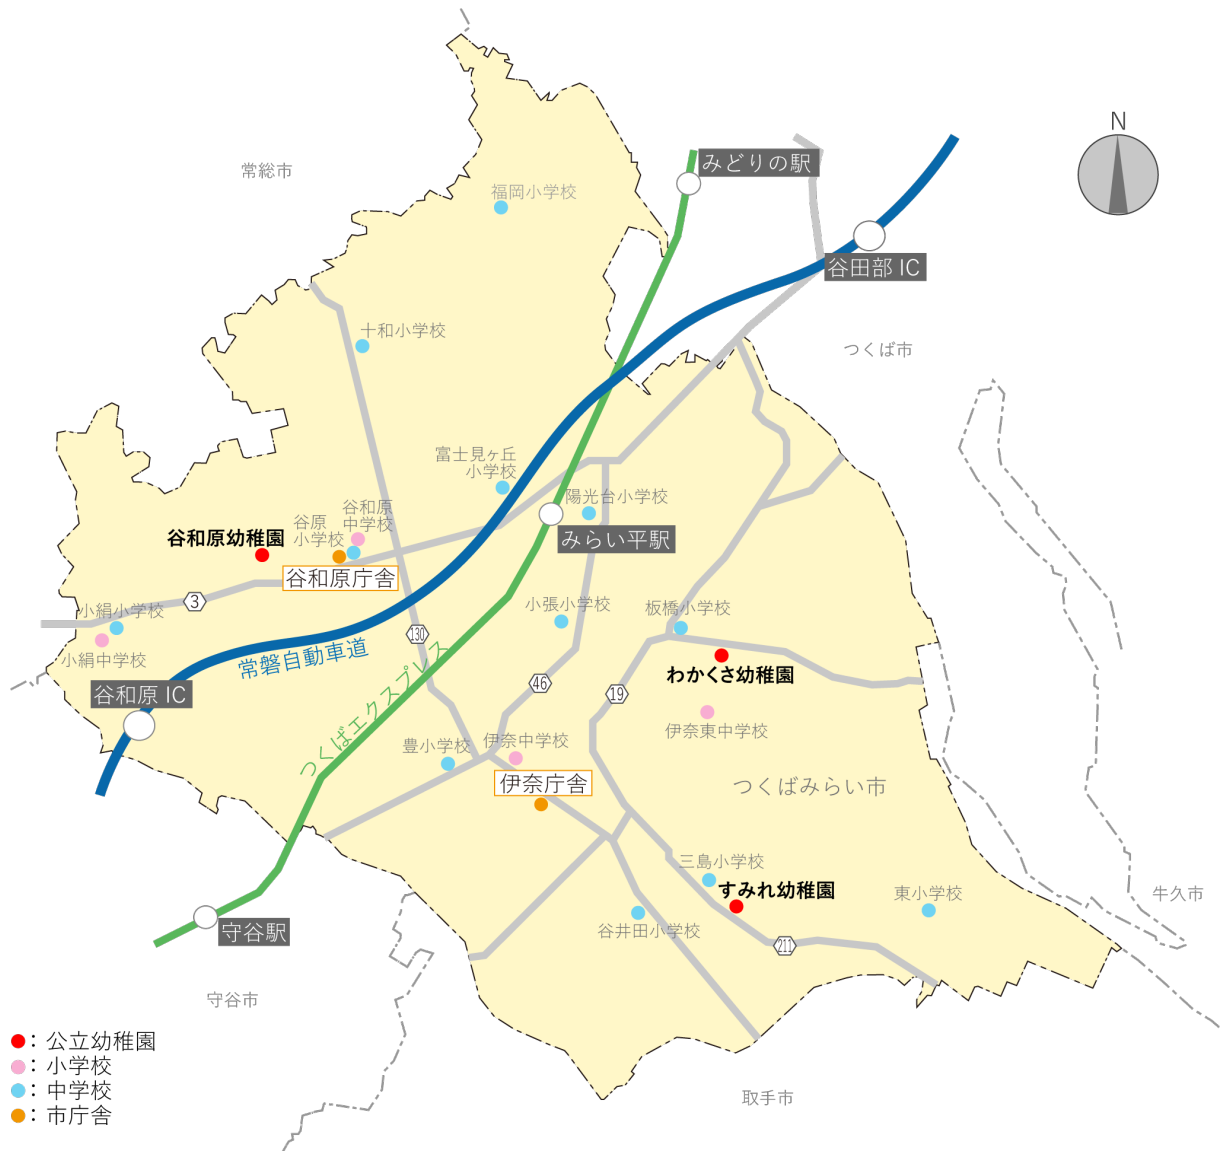 N
みどりの駅
常総市
福岡小学校
谷田部 IC
十和小学校
つくば市
富士見ヶ丘
小学校
陽光台小学校
谷和原
中学校
谷原
小学校
谷和原幼稚園
みらい平駅
谷和原庁舎
3
小絹小学校
小張小学校
板橋小学校
130
小絹中学校
常磐自動車道
わかくさ幼稚園
谷和原 IC
46
19
つくばエクスプレス
伊奈東中学校
豊小学校
伊奈中学校
伊奈庁舎
つくばみらい市
三島小学校
すみれ幼稚園
東小学校
牛久市
守谷駅
谷井田小学校
211
守谷市
：公立幼稚園
：小学校
：中学校
：市庁舎
取手市